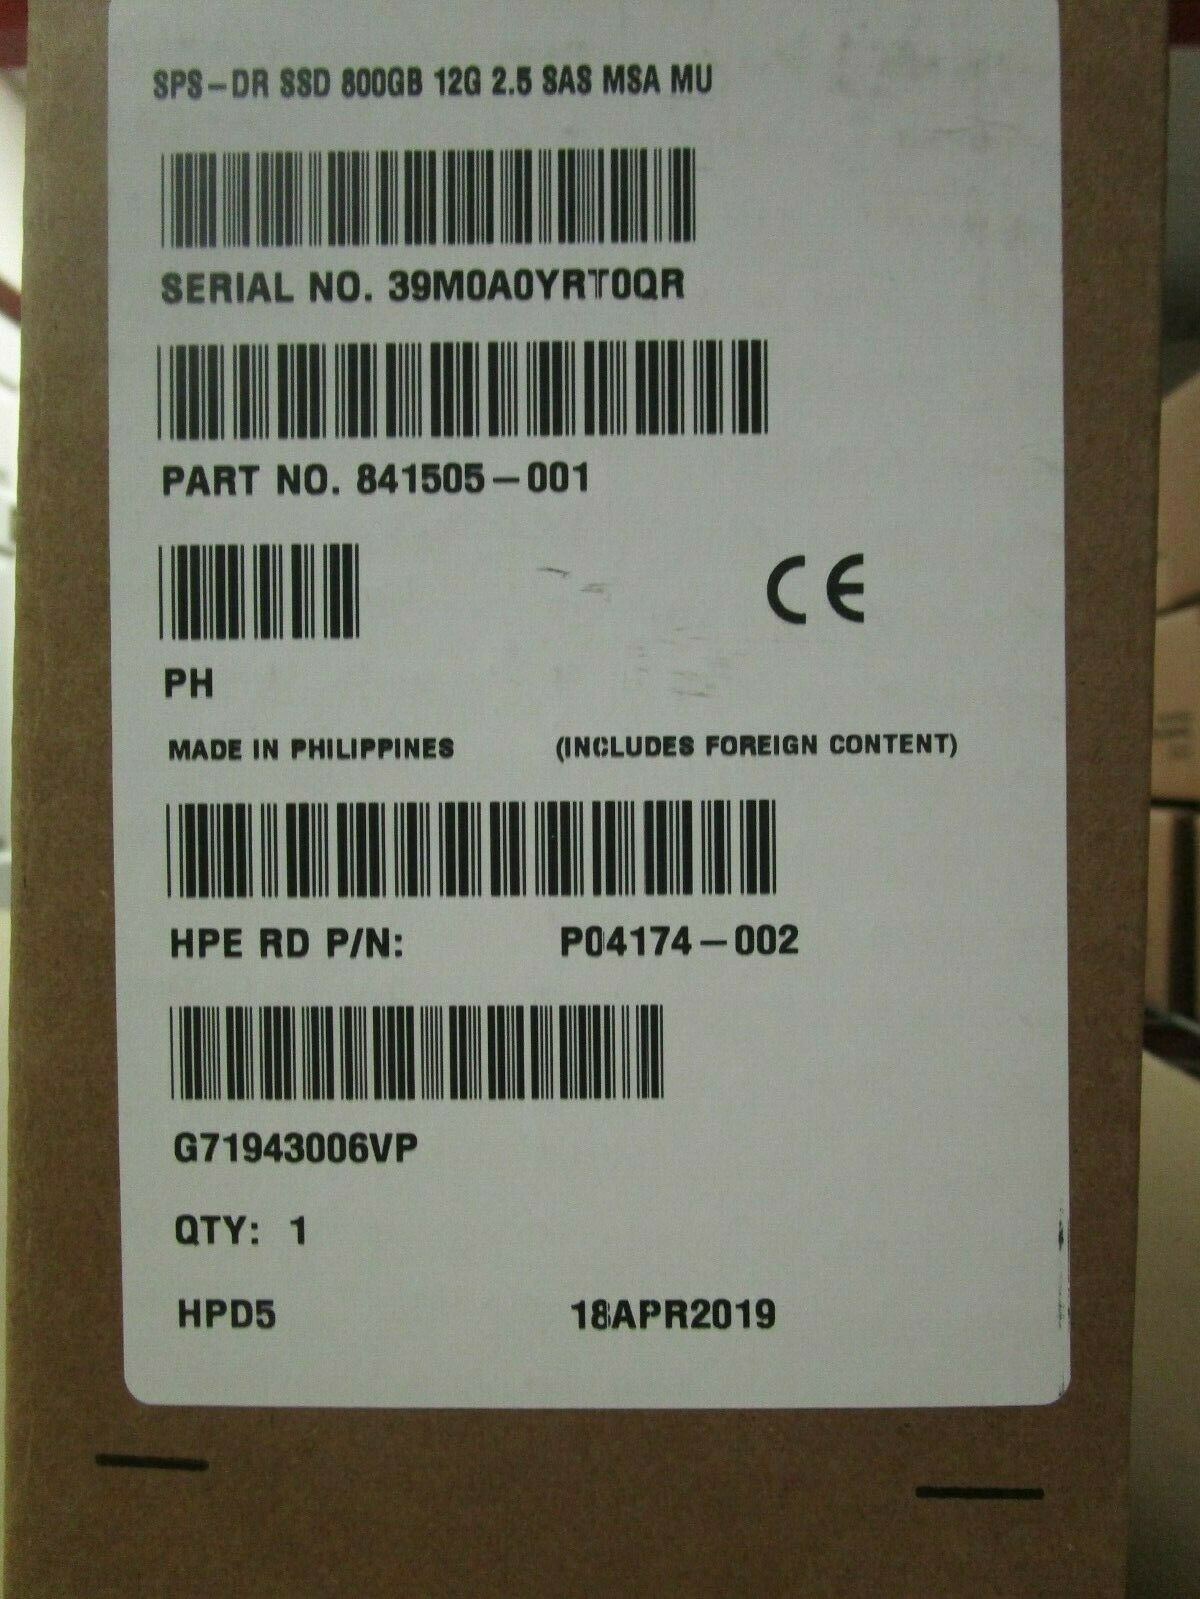 SPS-DR SSD 800GB 12G 2.5 SAS MSA MU
SERIAL NO. 39M0A0YRT0QR
PART NO. 841505-001
CE
PH
MADE IN PHILIPPINES (INCLUDES FOREIGN CONTENT)
HPE RD P/N: P04174-002
G71943006VP
QTY: 1
HPD5 18APR2019